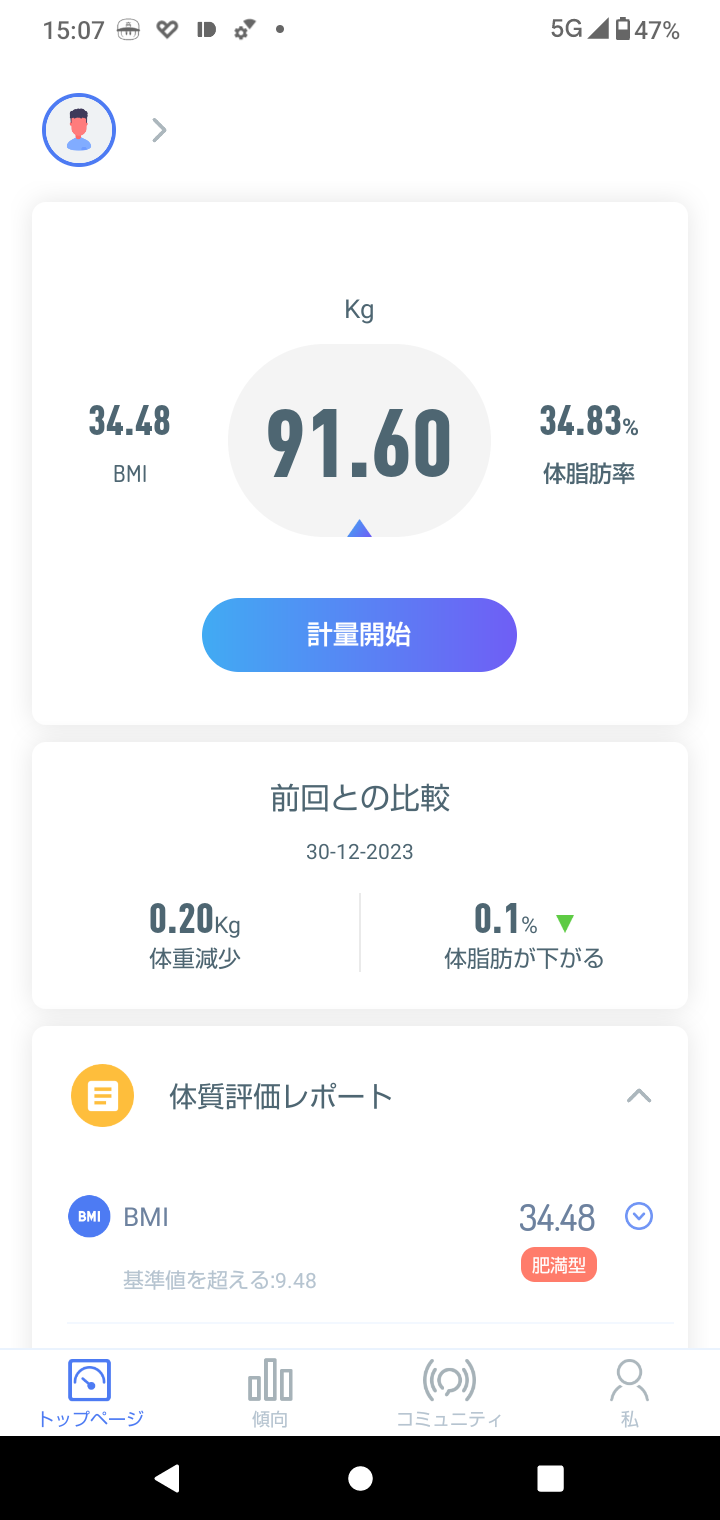 15:07 5G 47%
Kg
34.48 91.60 34.83%
BMI 体脂肪率
計量開始
前回との比較
30-12-2023
0.20Kg 0.1%
体重減少 体脂肪が下がる
体質評価レポート
BMI BMI 34.48
肥満型
基準値を超える:9.48
トップページ 傾向 コミュニティ 私